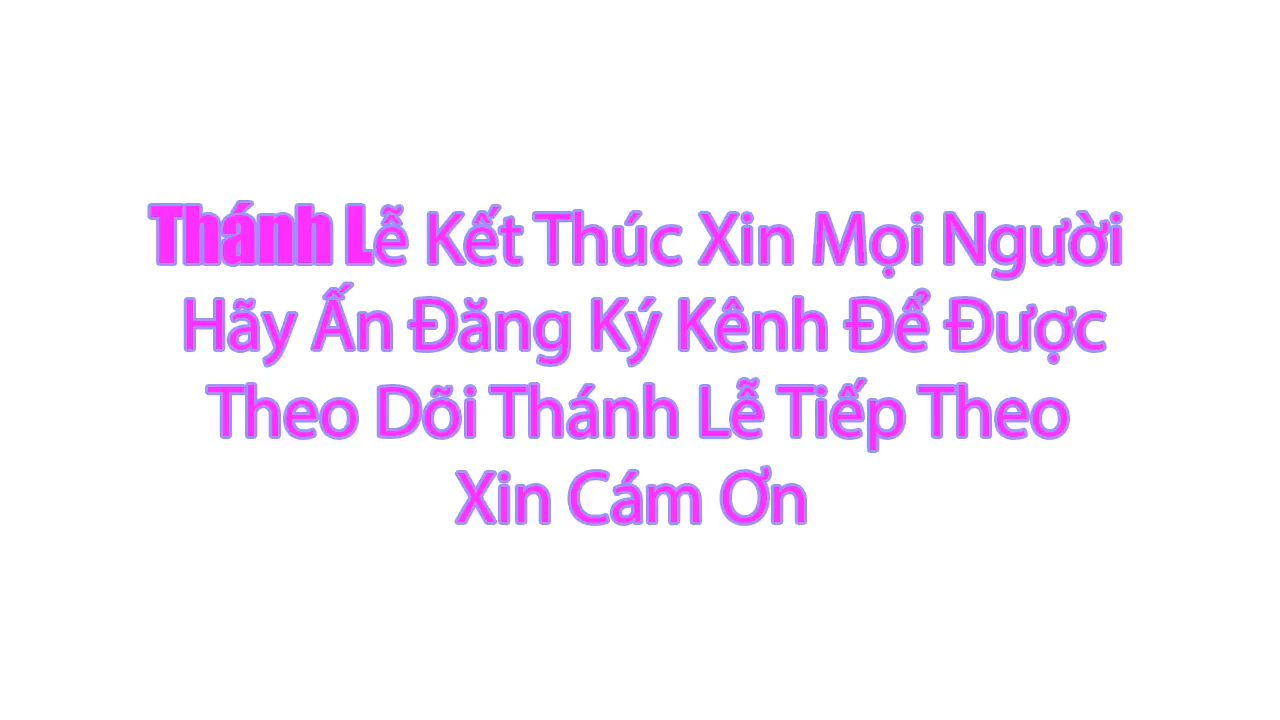 Thánh Lễ Kết Thúc Xin Mọi Người
Hãy Ấn Đăng Ký Kênh Để Được
Theo Dõi Thánh Lễ Tiếp Theo
Xin Cám Ơn